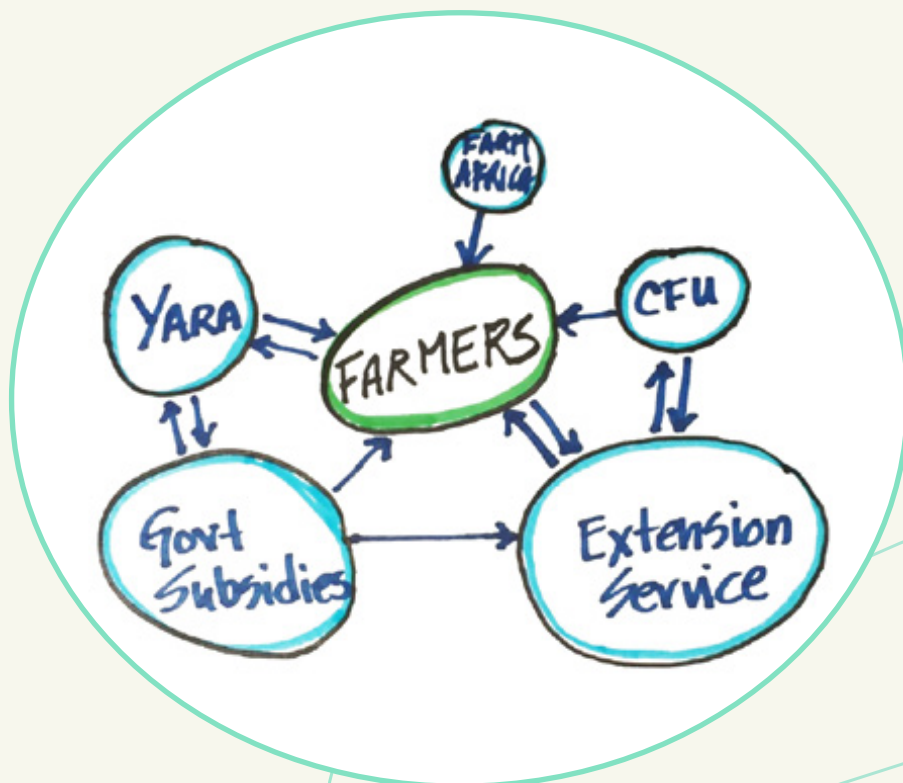 FARM
AFRICA
YARA
CFU
FARMERS
Govt
Subsidies
Extension
Service